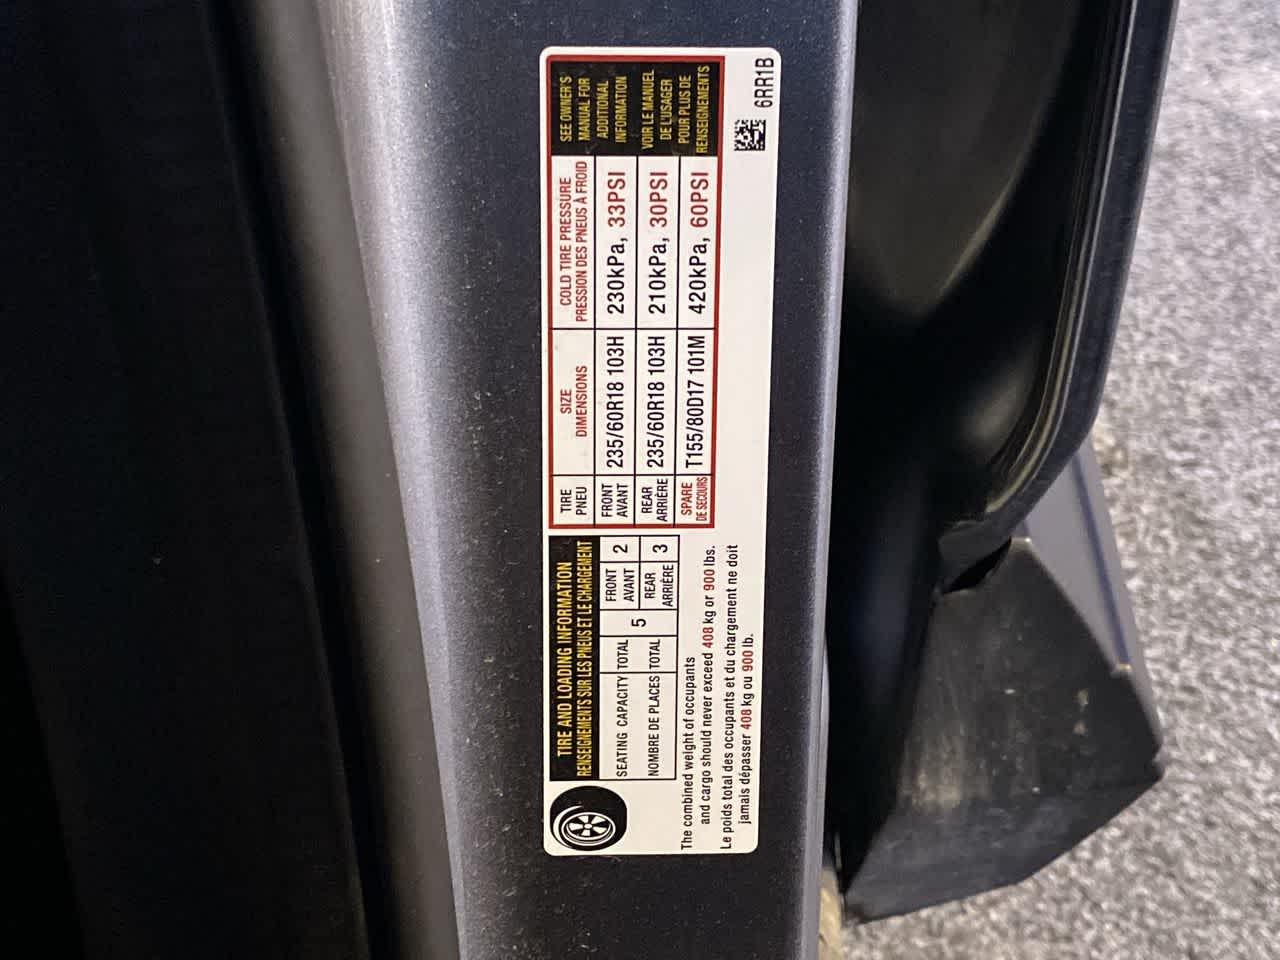 TIRE AND LOADING INFORMATION
RENSEIGNEMENTS SUR LES PNEUS ET LE CHARGEMENT
SEATING CAPACITY
NOMBRE DE PLACES
TOTAL
TOTAL
5
FRONT
AVANT
2
REAR
ARRIÈRE
3
The combined weight of occupants
and cargo should never exceed 408 kg or 900 lbs.
Le poids total des occupants et du chargement ne doit
jamais dépasser 408 kg ou 900 lb.
TIRE
PNEU
SIZE
DIMENSIONS
COLD TIRE PRESSURE
PRESSION DES PNEUS À FROID
FRONT
AVANT
235/60R18 103H
230kPa, 33PSI
REAR
ARRIÈRE
235/60R18 103H
210kPa, 30PSI
SPARE
DE SECOURS
T155/80D17 101M
420kPa, 60PSI
SEE OWNER'S
MANUAL FOR
ADDITIONAL
INFORMATION
VOIR LE MANUEL
DE L'USAGER
POUR PLUS DE
RENSEIGNEMENTS
6RR1B